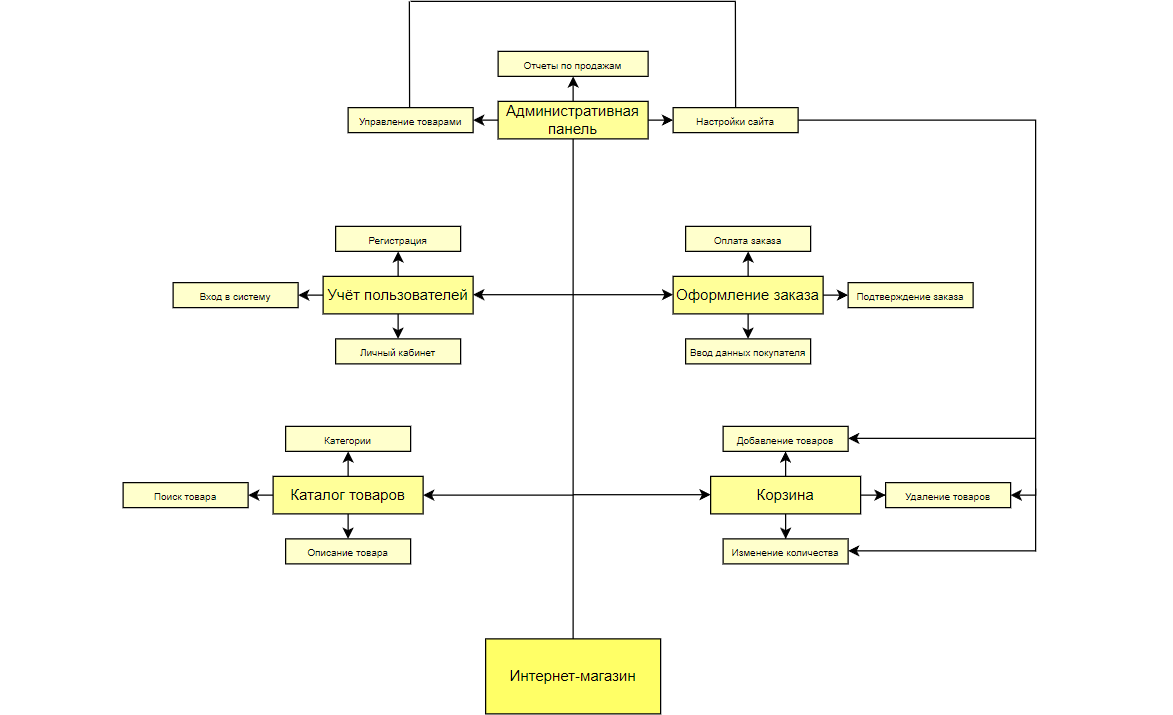 Отчеты по продажам
Административная
панель
Управление товарами
Настройки сайта
Регистрация
Оплата заказа
Вход в систему
Учёт пользователей
Оформление заказа
Подтверждение заказа
Личный кабинет
Ввод данных покупателя
Категории
Добавление товаров
Поиск товара
Каталог товаров
Корзина
Удаление товаров
Описание товара
Изменение количества
Интернет-магазин